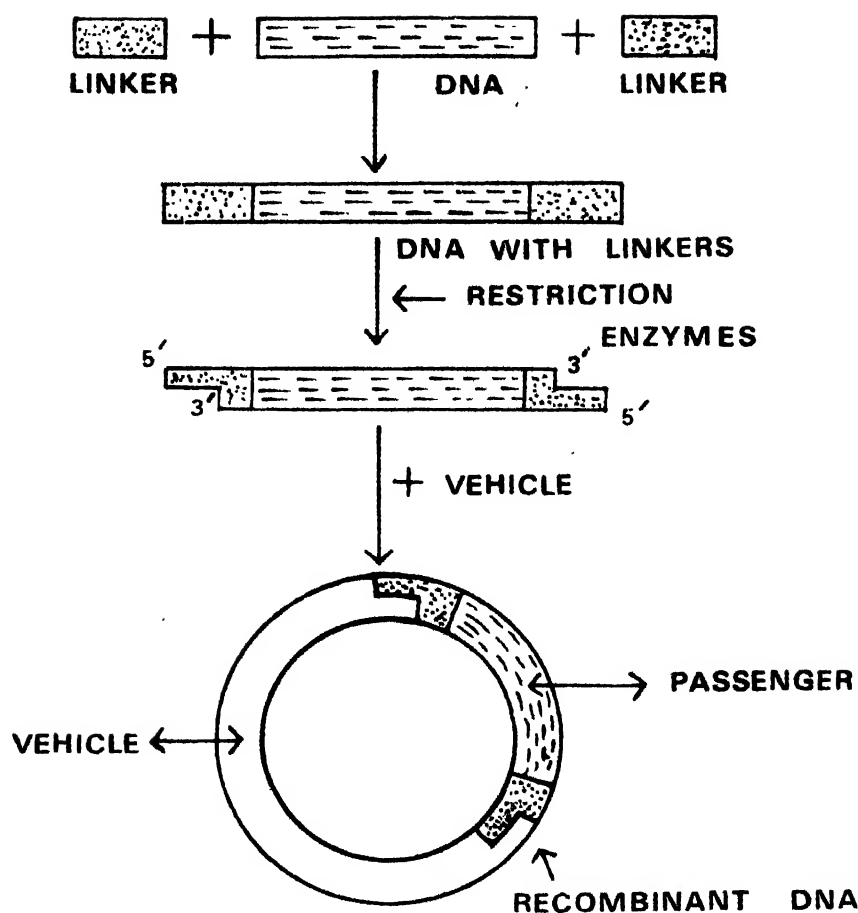 + +
LINKER DNA LINKER
DNA WITH LINKERS
RESTRICTION
ENZYMES
5′ 3′
3′ 5′
+ VEHICLE
PASSENGER
VEHICLE
RECOMBINANT DNA